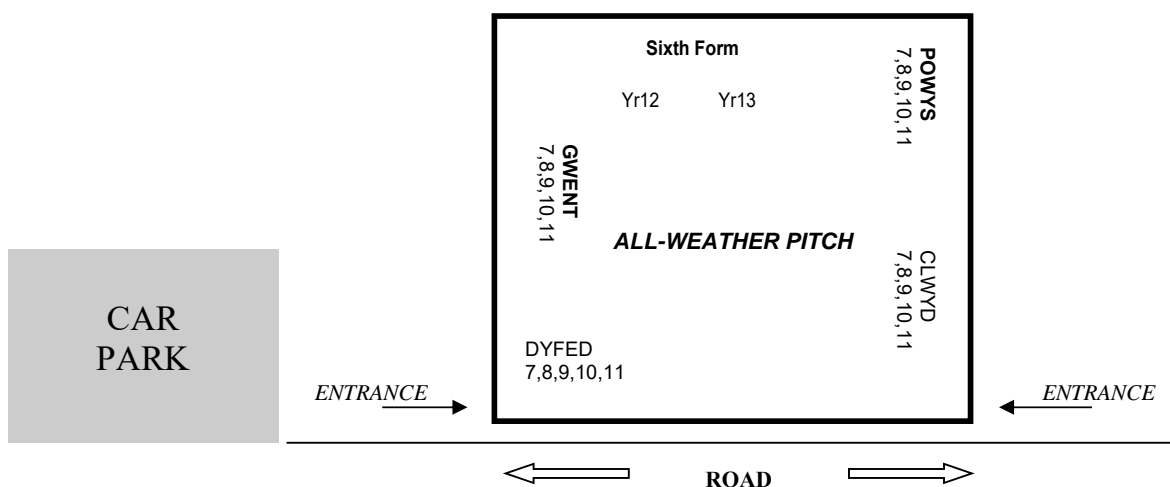 Sixth Form
Yr12 Yr13
POWYS
7,8,9,10,11
GWENT
7,8,9,10,11
ALL-WEATHER PITCH
CLWYD
7,8,9,10,11
CAR
PARK
DYFED
7,8,9,10,11
ENTRANCE
ENTRANCE
ROAD